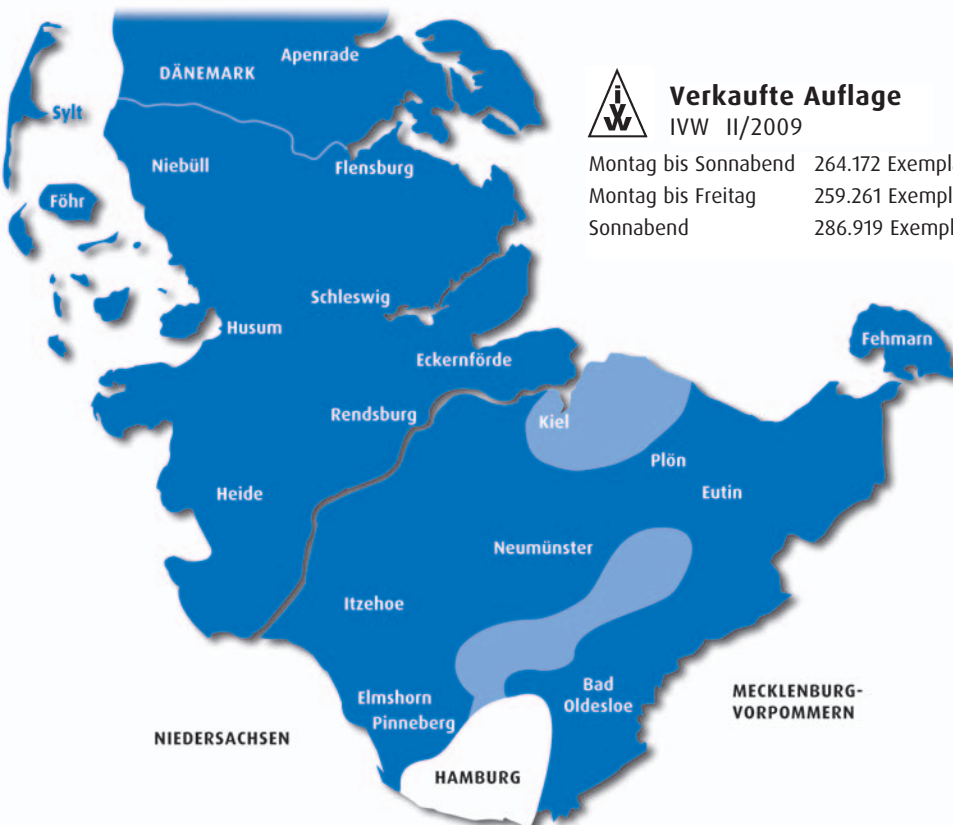 Apenrade
DÄNEMARK
Sylt
Niebüll
Flensburg
Föhr
Schleswig
Husum
Eckernförde
Fehmarn
Rendsburg
Kiel
Plön
Heide
Eutin
Neumünster
Itzehoe
Elmshorn
Pinneberg
Bad
Oldesloe
MECKLENBURG-
VORPOMMERN
NIEDERSACHSEN
HAMBURG
ivw
Verkaufte Auflage
IVW II/2009
Montag bis Sonnabend 264.172 Exempla
Montag bis Freitag 259.261 Exempl
Sonnabend 286.919 Exempl